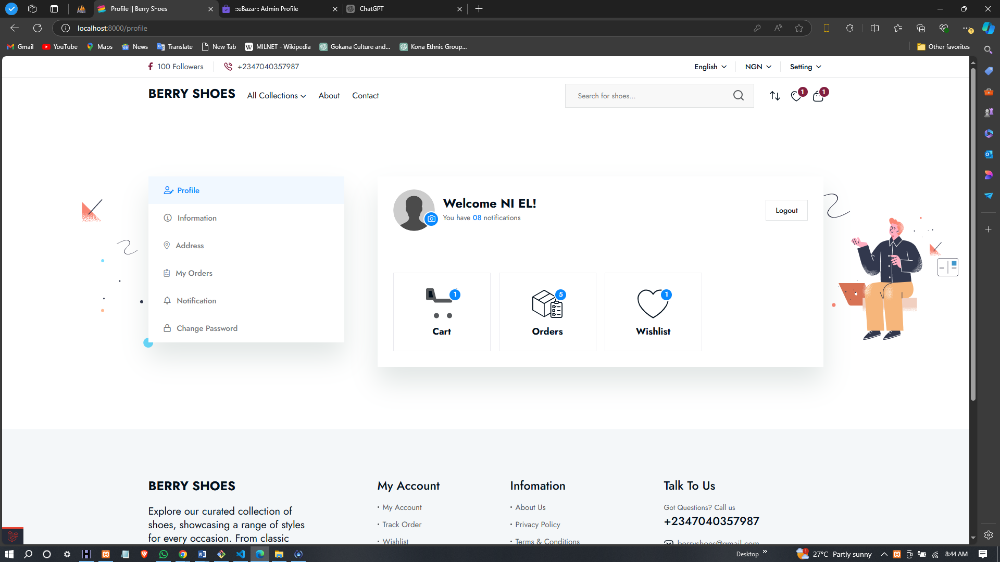 Profile || Berry Shoes
::eBazar:: Admin Profile
ChatGPT
localhost:8000/profile
Gmail
YouTube
Maps
News
Translate
New Tab
MILNET - Wikipedia
Gokana Culture and...
Kona Ethnic Group...
Other favorites
100 Followers
+2347040357987
English
NGN
Setting
BERRY SHOES
All Collections
About
Contact
Search for shoes...
1
1
Profile
Information
Address
My Orders
Notification
Change Password
Welcome NI EL!
You have 08 notifications
Logout
1
Cart
5
Orders
1
Wishlist
BERRY SHOES
Explore our curated collection of
shoes, showcasing a range of styles
for every occasion. From classic
My Account
My Account
Track Order
Wishlist
Infomation
About Us
Privacy Policy
Terms & Conditions
Talk To Us
Got Questions? Call us
+2347040357987
berryshoes@gmail.com
Desktop
1
27°C Partly sunny
8:44 AM